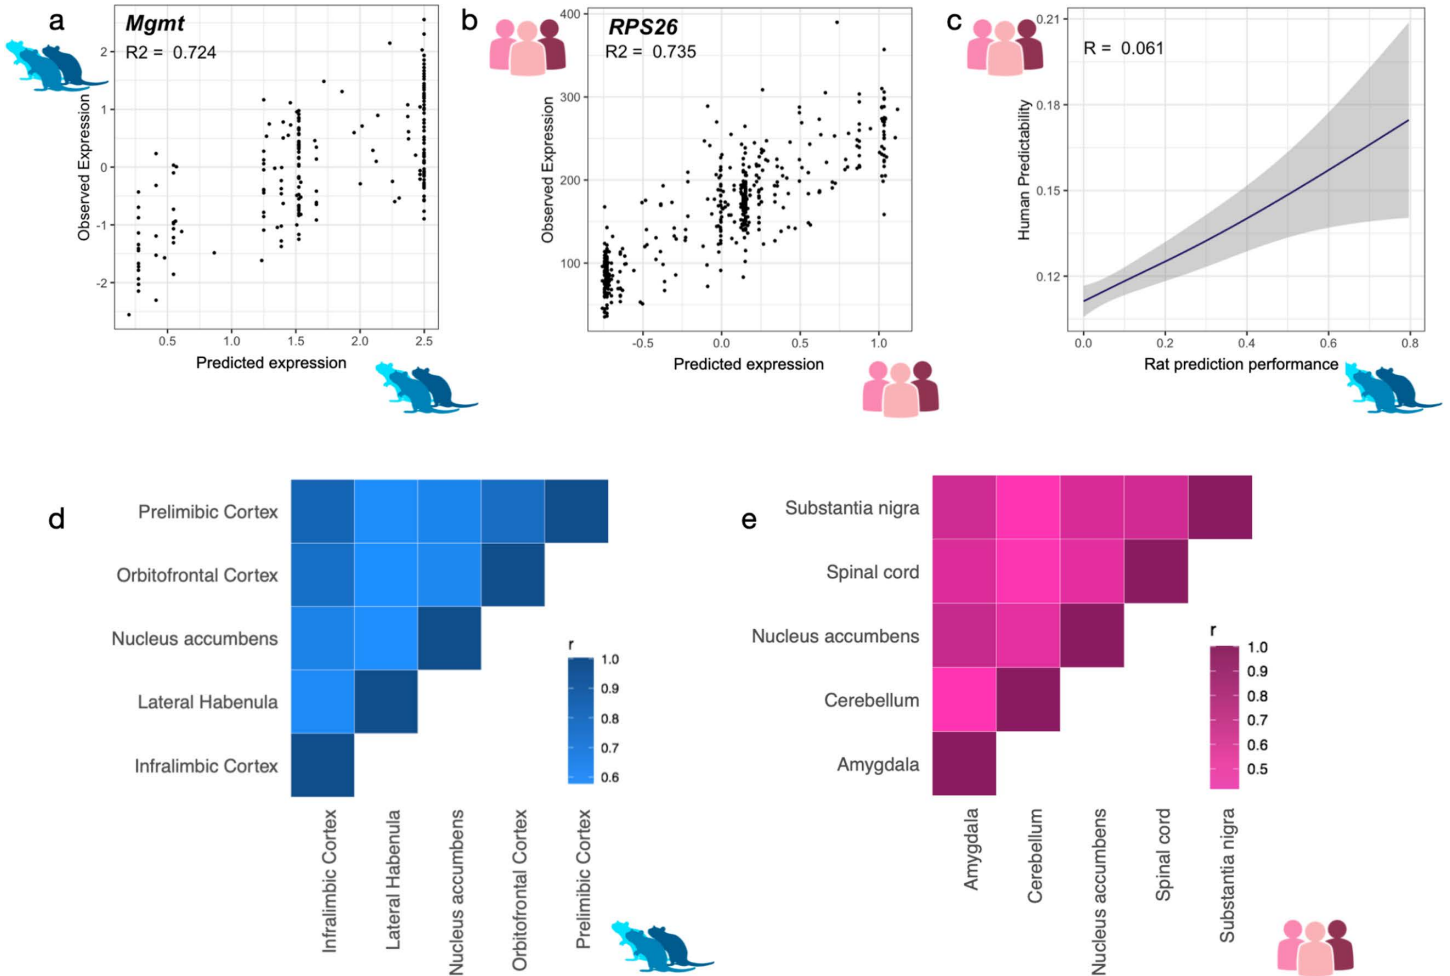 a
Mgmt
R2 = 0.724
2
1
0
-1
-2
Observed Expression
0.5 1.0 1.5 2.0 2.5
Predicted expression
b
RPS26
R2 = 0.735
400
300
200
100
Observed Expression
-0.5 0.0 0.5 1.0
Predicted expression
c
R = 0.061
0.21
0.18
0.15
0.12
Human Predictability
0.0 0.2 0.4 0.6 0.8
Rat prediction performance
d
Prelimibic Cortex
Orbitofrontal Cortex
Nucleus accumbens
Lateral Habenula
Infralimbic Cortex
Infralimbic Cortex
Lateral Habenula
Nucleus accumbens
Orbitofrontal Cortex
Prelimibic Cortex
r
1.0
0.9
0.8
0.7
0.6
e
Substantia nigra
Spinal cord
Nucleus accumbens
Cerebellum
Amygdala
Amygdala
Cerebellum
Nucleus accumbens
Spinal cord
Substantia nigra
r
1.0
0.9
0.8
0.7
0.6
0.5